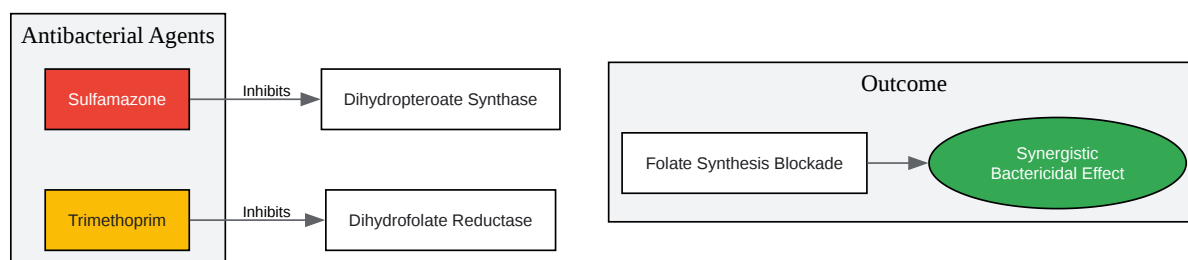 Antibacterial Agents
Sulfamazone
Inhibits
Dihydropteroate Synthase
Trimethoprim
Inhibits
Dihydrofolate Reductase
Outcome
Folate Synthesis Blockade
Synergistic
Bactericidal Effect